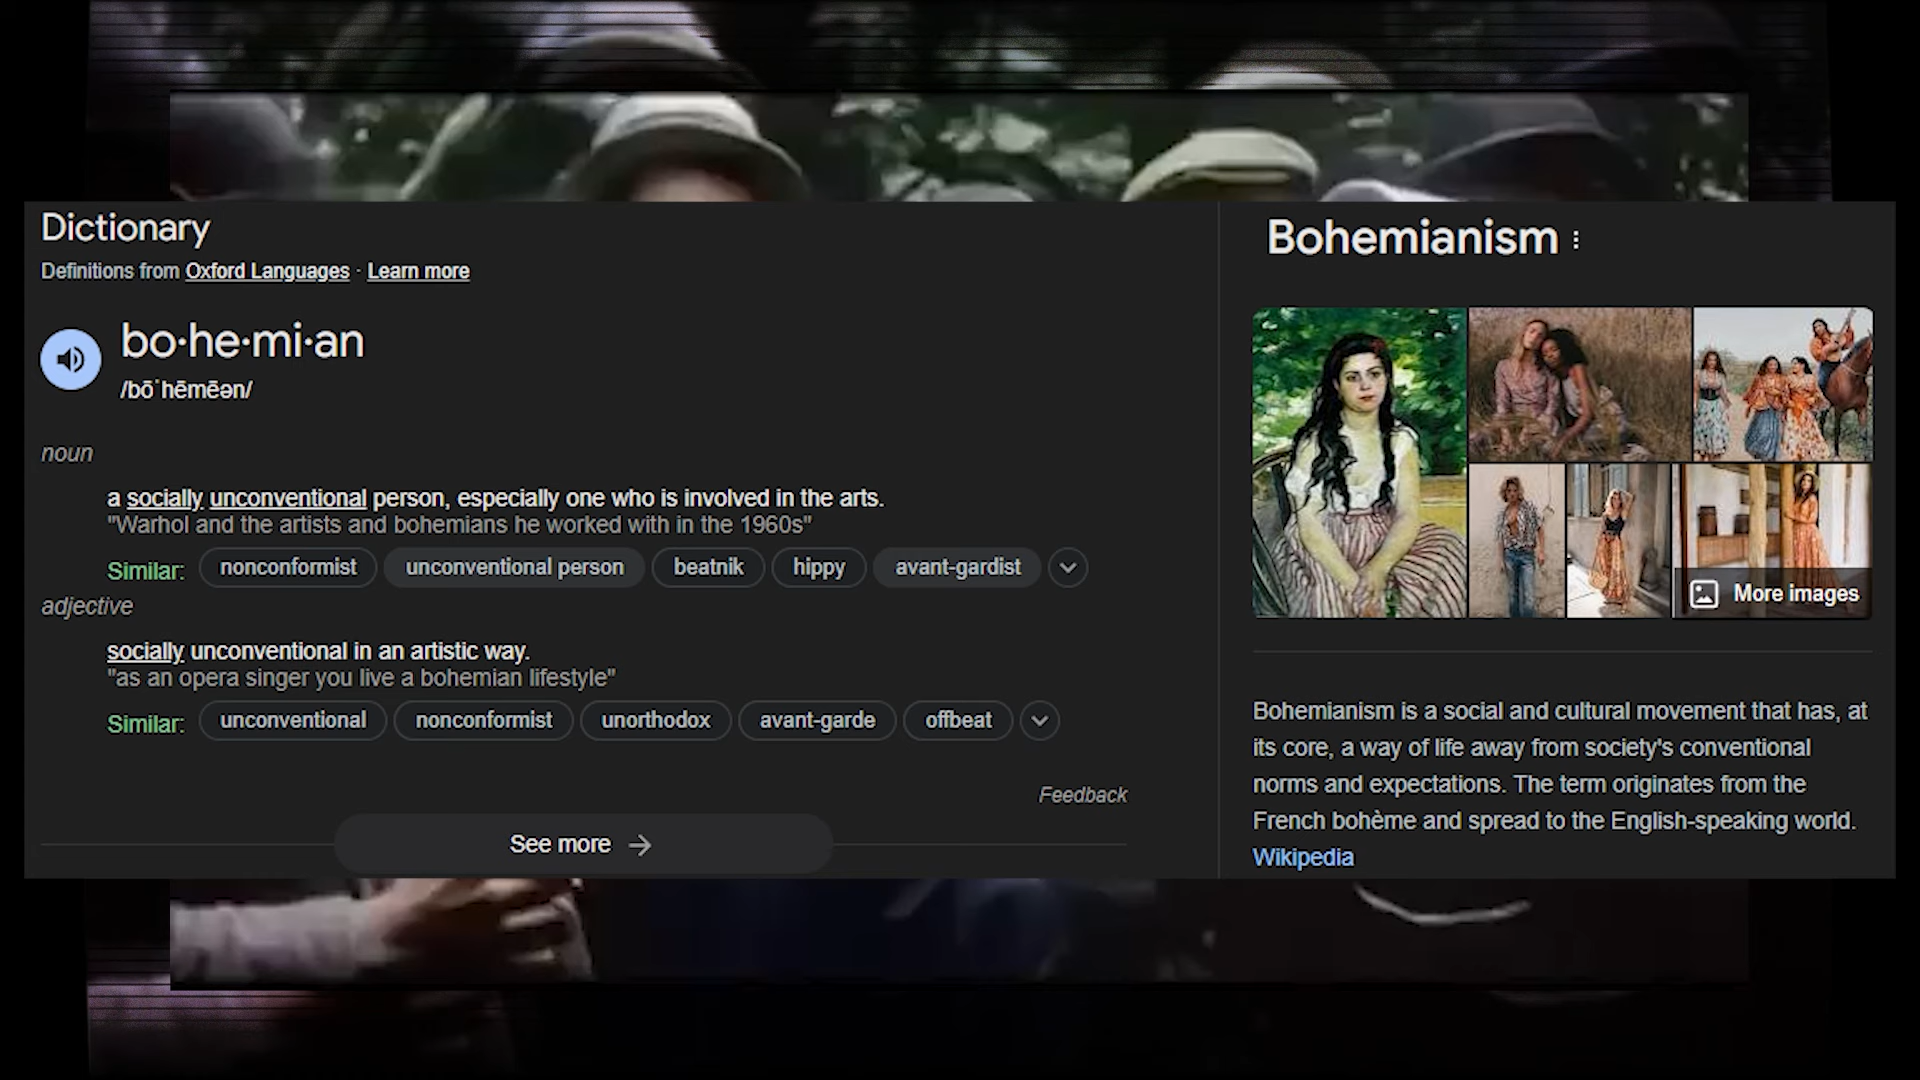 Dictionary
Definitions from Oxford Languages · Learn more
bo·he·mi·an
/bōˈhēmēən/
noun
a socially unconventional person, especially one who is involved in the arts.
"Warhol and the artists and bohemians he worked with in the 1960s"
Similar: nonconformist unconventional person beatnik hippy avant-gardist
adjective
socially unconventional in an artistic way.
"as an opera singer you live a bohemian lifestyle"
Similar: unconventional nonconformist unorthodox avant-garde offbeat
Feedback
See more →
Bohemianism
More images
Bohemianism is a social and cultural movement that has, at
its core, a way of life away from society's conventional
norms and expectations. The term originates from the
French bohème and spread to the English-speaking world.
Wikipedia